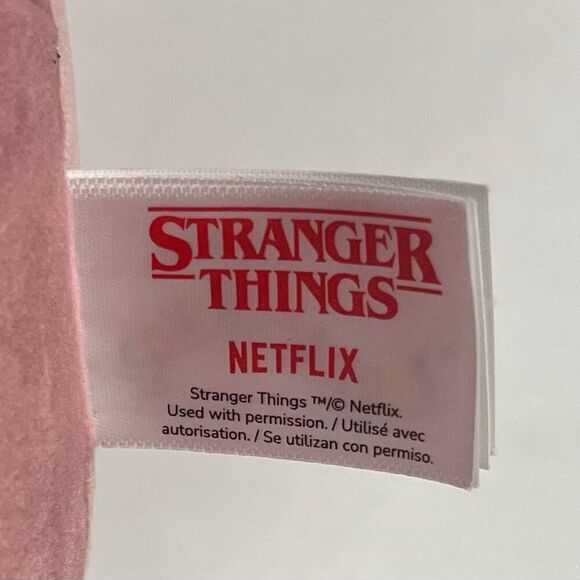 STRANGER
THINGS
NETFLIX
Stranger Things ™/© Netflix.
Used with permission. / Utilisé avec
autorisation. / Se utilizan con permiso.